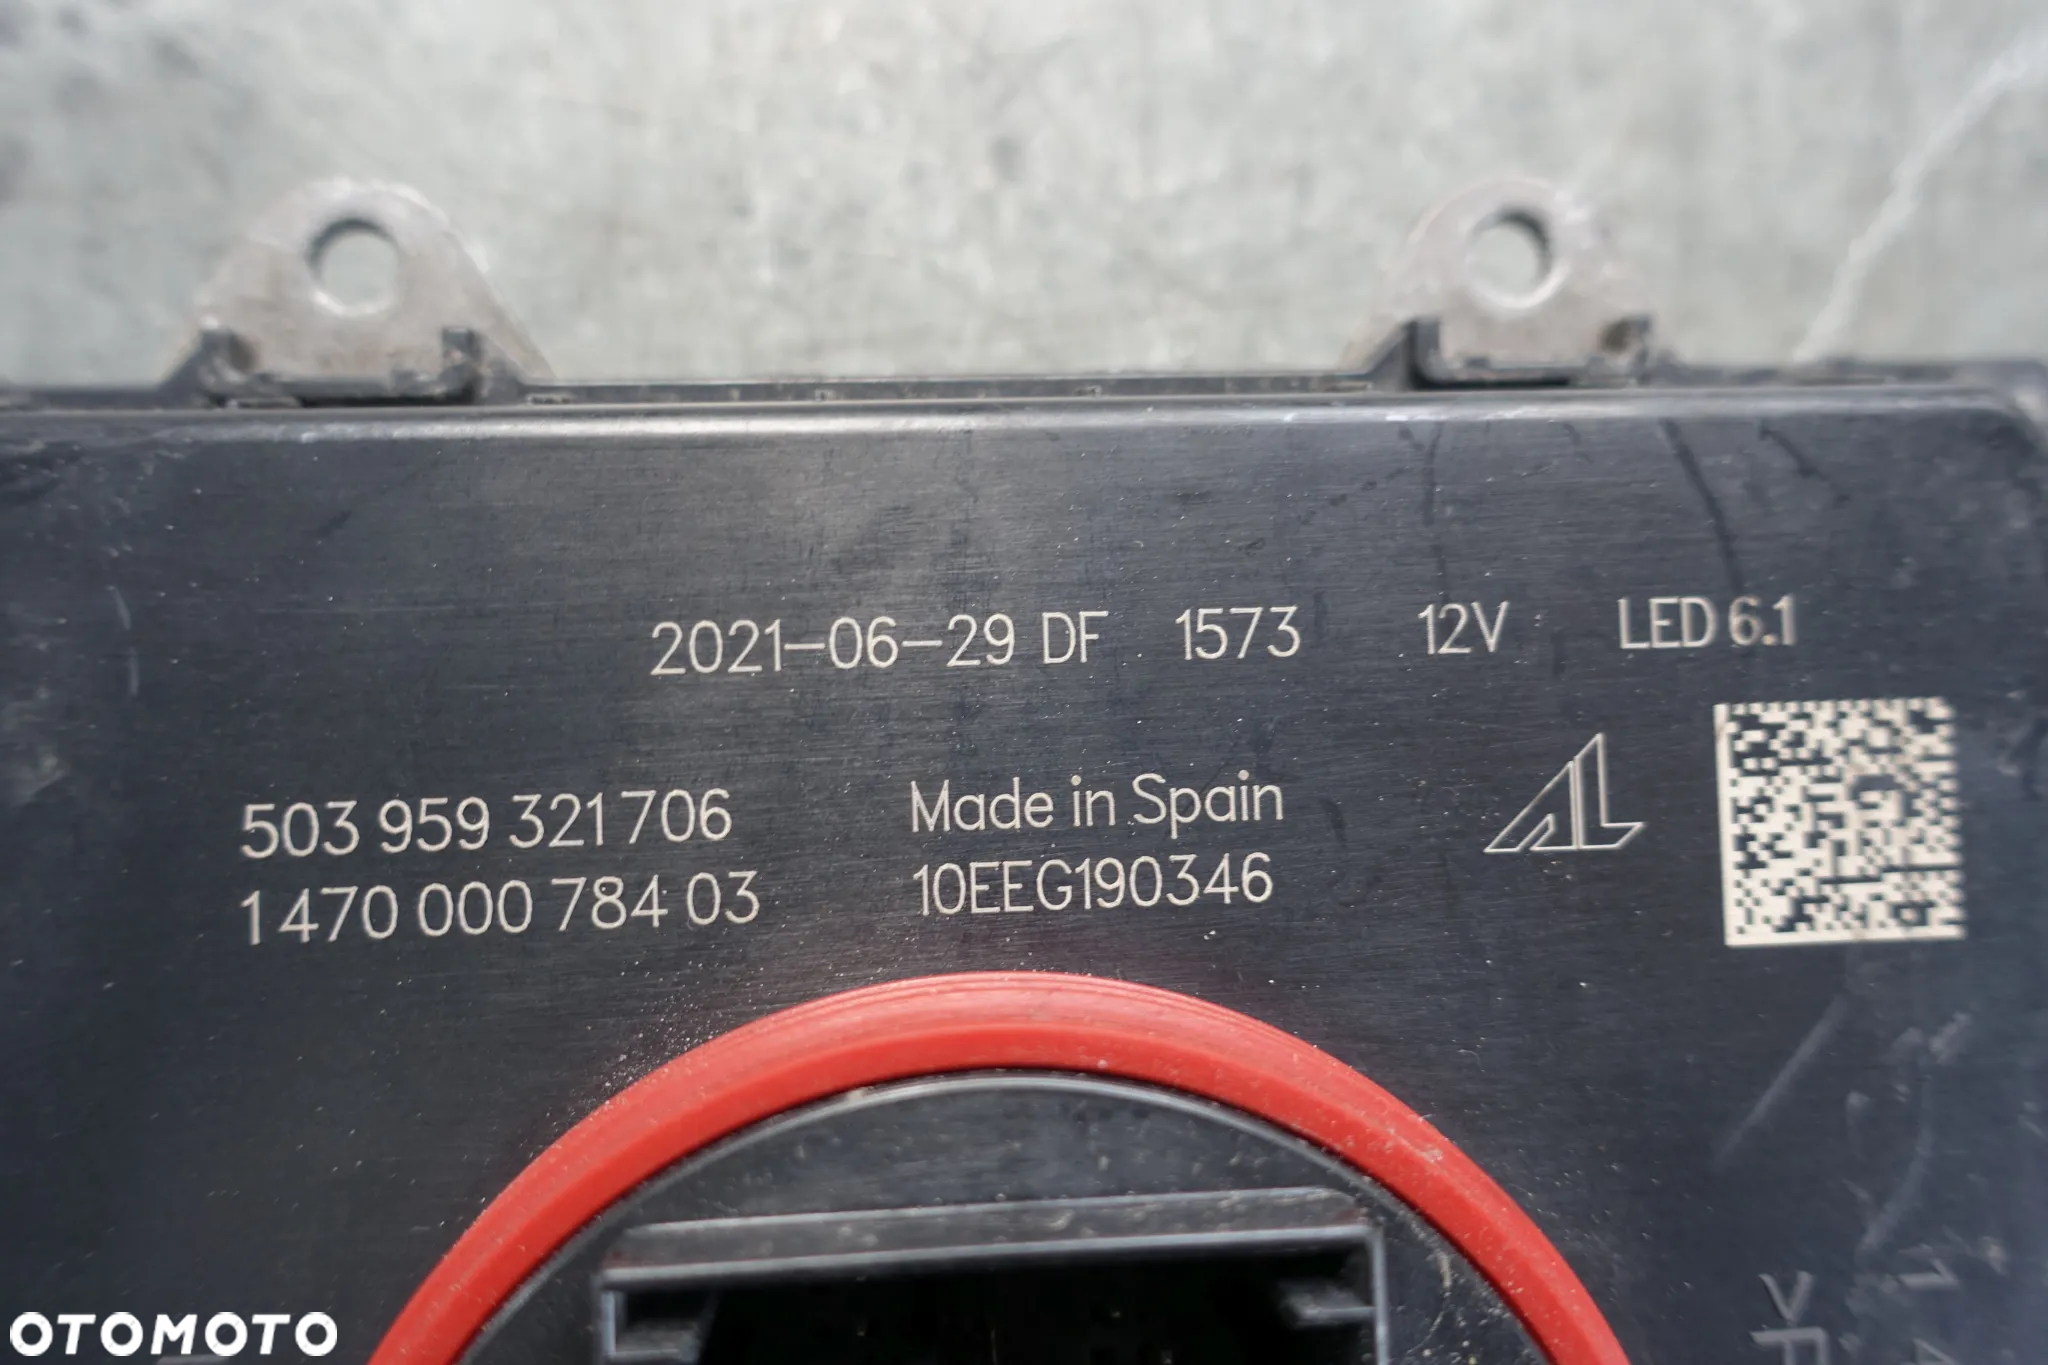 2021-06-29 DF 1573 12V LED 6.1
503 959 321 706 Made in Spain
1 470 000 784 03 10EEG190346
AL
OTOMOTO